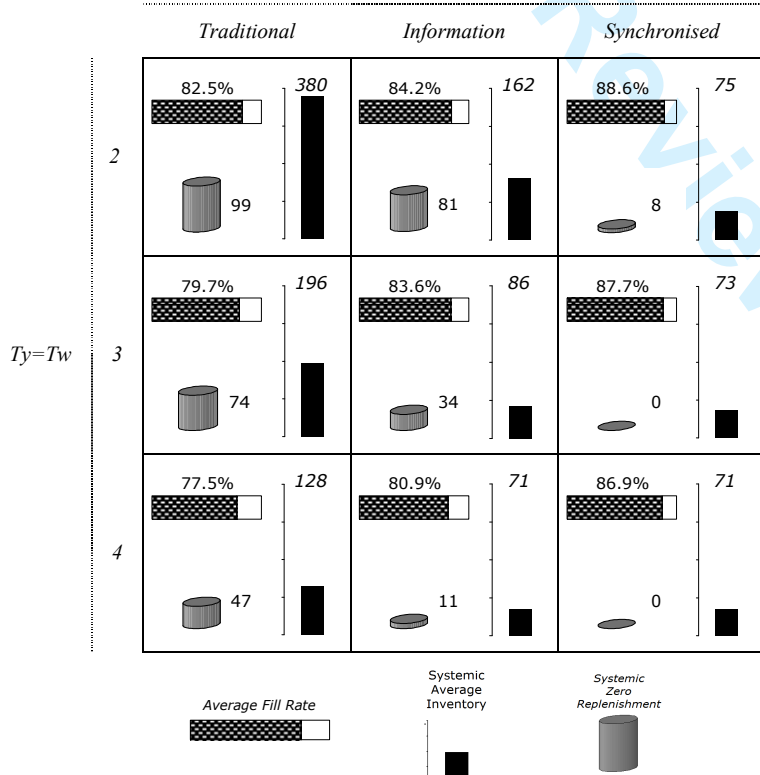 Traditional Information Synchronised
82.5% 380 84.2% 162 88.6% 75
2
99 81 8
79.7% 196 83.6% 86 87.7% 73
Ty=Tw 3
74 34 0
77.5% 128 80.9% 71 86.9% 71
4
47 11 0
Average Fill Rate
Systemic
Average
Inventory
Systemic
Zero
Replenishment
Review